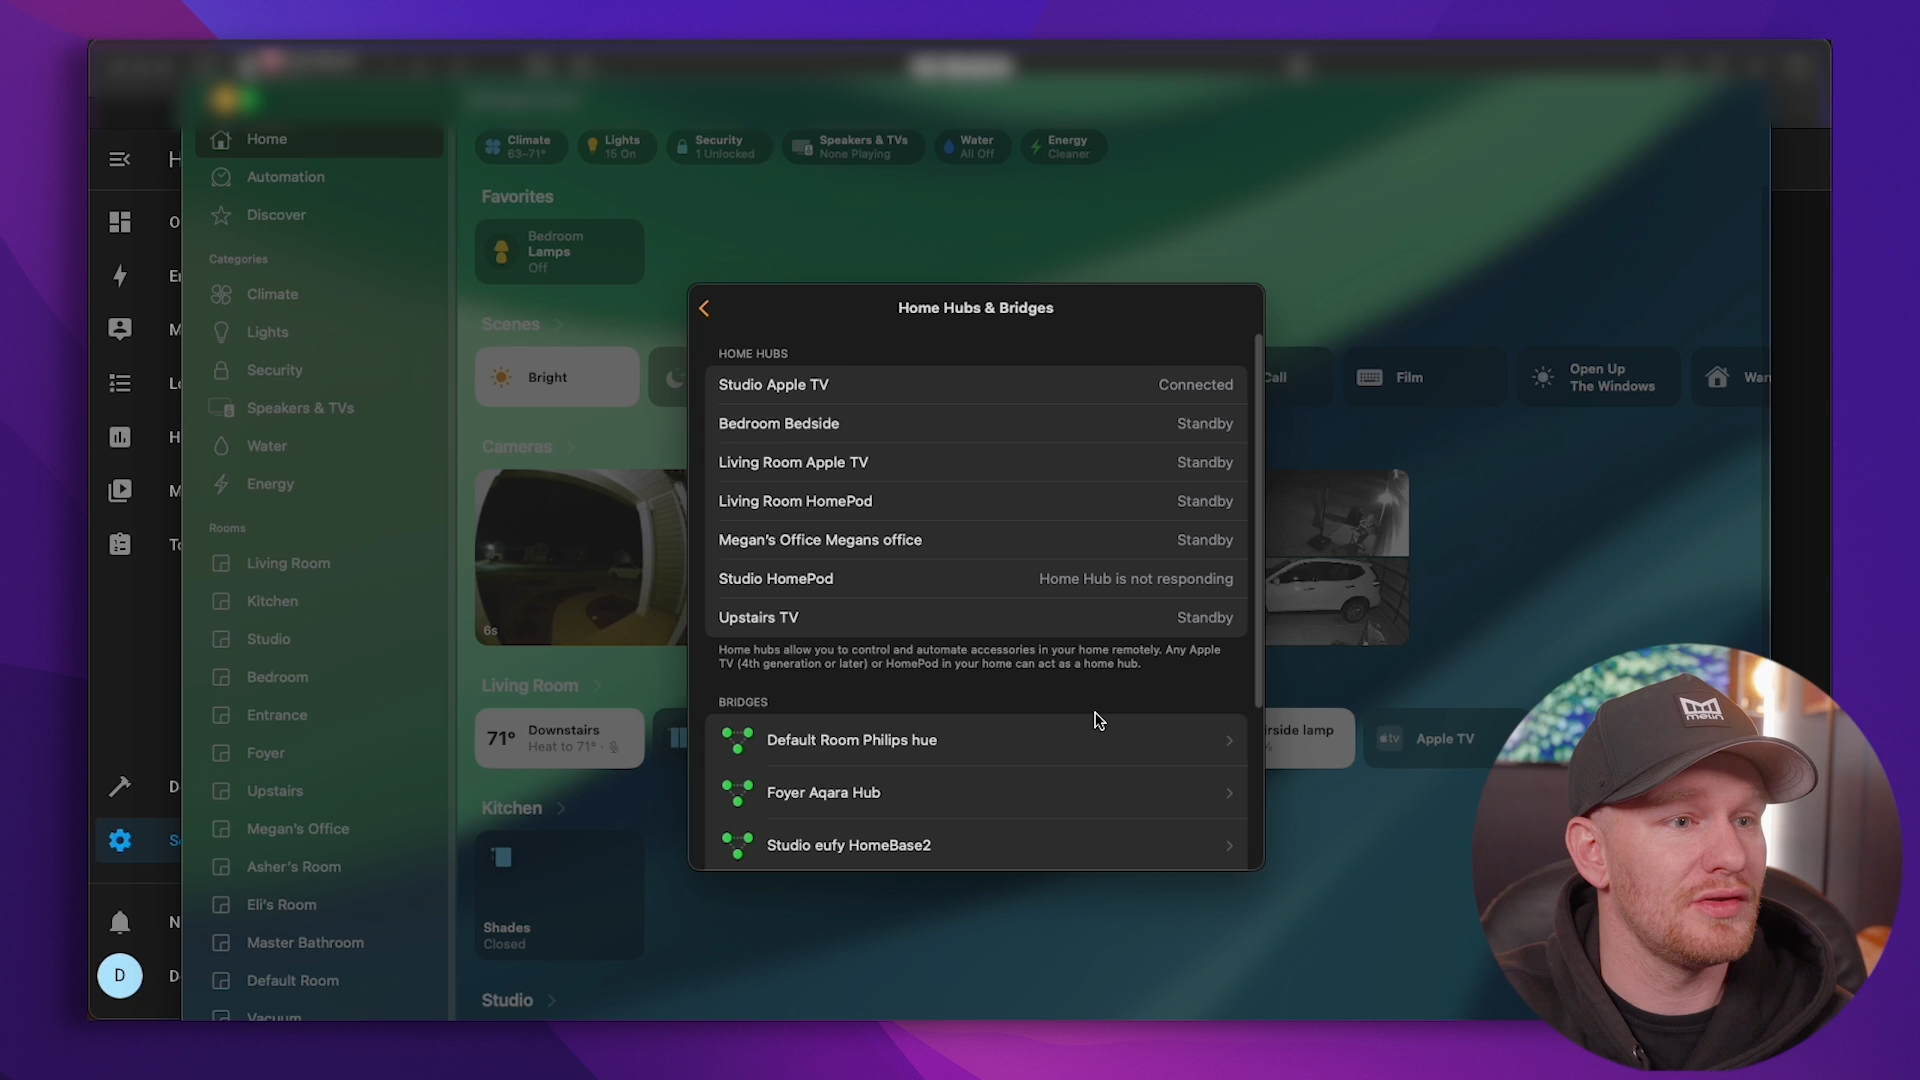 Home
Automation
Discover
Categories
Climate
Lights
Security
Speakers & TVs
Water
Energy
Rooms
Living Room
Kitchen
Studio
Bedroom
Entrance
Foyer
Upstairs
Megan's Office
Asher's Room
Eli's Room
Master Bathroom
Default Room
Vacuum
H
O
E
M
L
H
M
T
D
S
N
D
D
Climate
63–71°
Lights
15 On
Security
1 Unlocked
Speakers & TVs
None Playing
Water
All Off
Energy
Cleaner
Favorites
Bedroom
Lamps
Off
Scenes
Bright
Call
Film
Open Up
The Windows
Cameras
6s
Living Room
71°
Downstairs
Heat to 71° ·
Apple TV
irside lamp
tv
Kitchen
Shades
Closed
Studio
Home Hubs & Bridges
HOME HUBS
Studio Apple TV Connected
Bedroom Bedside Standby
Living Room Apple TV Standby
Living Room HomePod Standby
Megan's Office Megans office Standby
Studio HomePod Home Hub is not responding
Upstairs TV Standby
Home hubs allow you to control and automate accessories in your home remotely. Any Apple
TV (4th generation or later) or HomePod in your home can act as a home hub.
BRIDGES
Default Room Philips hue
Foyer Aqara Hub
Studio eufy HomeBase2
melin